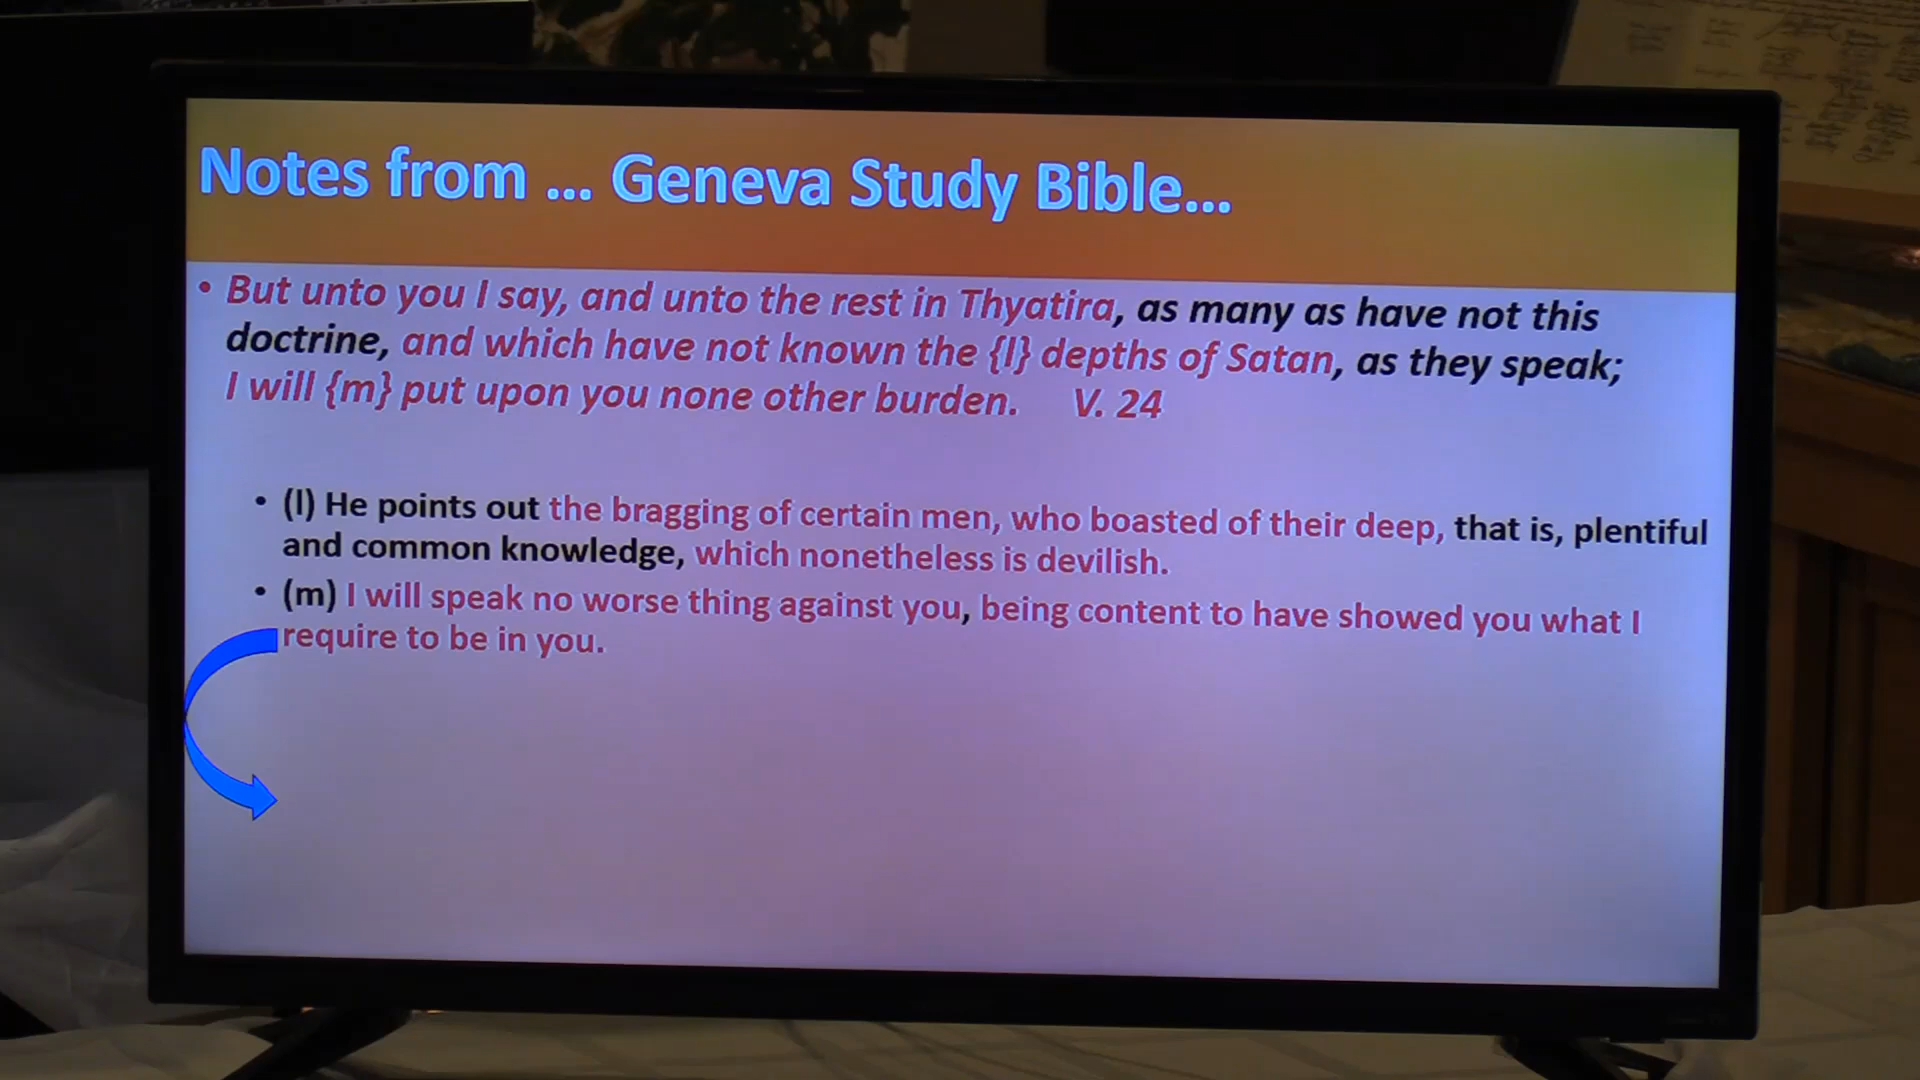 Notes from ... Geneva Study Bible...
• But unto you I say, and unto the rest in Thyatira, as many as have not this
doctrine, and which have not known the {l} depths of Satan, as they speak;
I will {m} put upon you none other burden. V. 24
• (l) He points out the bragging of certain men, who boasted of their deep, that is, plentiful
and common knowledge, which nonetheless is devilish.
• (m) I will speak no worse thing against you, being content to have showed you what I
require to be in you.